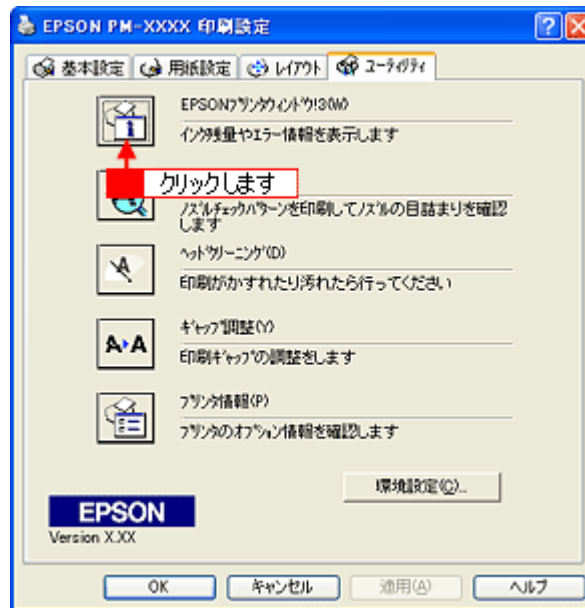 EPSON PM-XXXX 印刷設定
基本設定 用紙設定 レイアウト ユーティリティ
EPSONプリンタウィンドウ!3(W)
インク残量やエラー情報を表示します
クリックします
ノズルチェックパターンを印刷してノズルの目詰まりを確認
します
ヘッドクリーニング(D)
印刷がかすれたり汚れたら行ってください
ギャップ調整(Y)
印刷ギャップの調整をします
プリンタ情報(P)
プリンタのオプション情報を確認します
環境設定(C)...
EPSON
Version X.XX
OK キャンセル 適用(A) ヘルプ